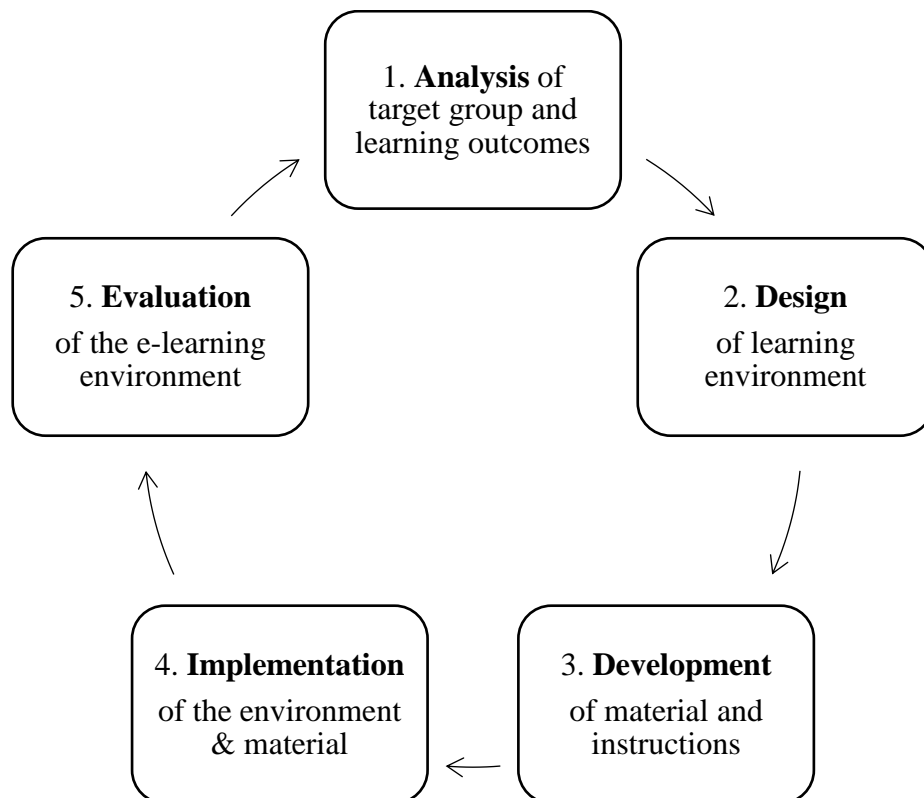 1. Analysis of
target group and
learning outcomes
2. Design
of learning
environment
3. Development
of material and
instructions
4. Implementation
of the environment
& material
5. Evaluation
of the e-learning
environment